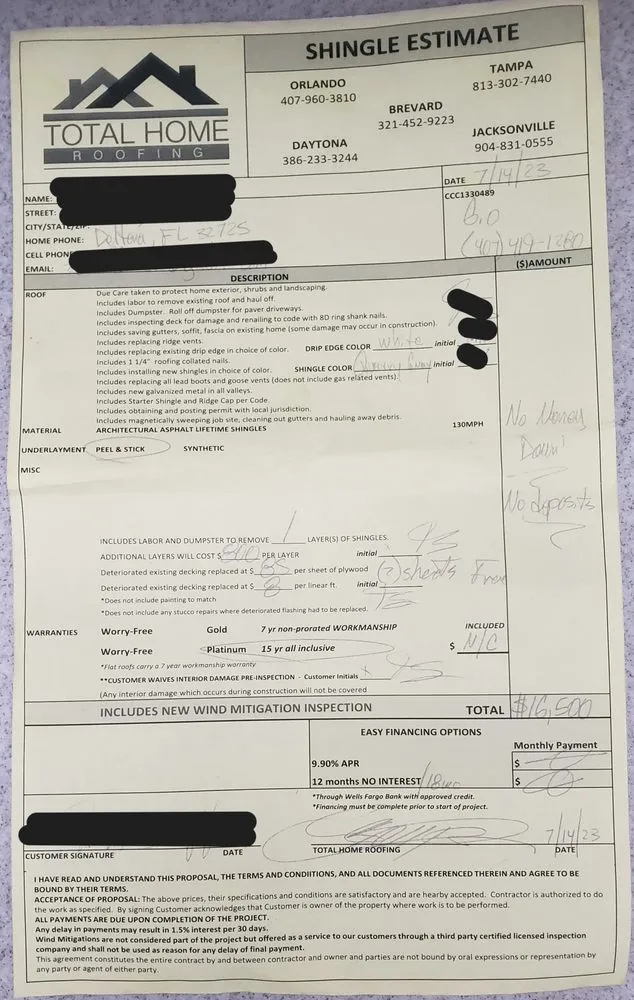 TOTAL HOME
ROOFING
SHINGLE ESTIMATE
ORLANDO
407-960-3810
TAMPA
813-302-7440
BREVARD
321-452-9223
DAYTONA
386-233-3244
JACKSONVILLE
904-831-0555
NAME:
STREET:
CITY/STATE/ZIP: Deltona, FL 32725
HOME PHONE:
CELL PHONE
EMAIL:
DATE 7/14/23
CCC1330489
(407) 419-1280
DESCRIPTION
($)AMOUNT
ROOF
Due Care taken to protect home exterior, shrubs and landscaping.
Includes labor to remove existing roof and haul off.
Includes Dumpster. Roll off dumpster for paver driveways.
Includes inspecting deck for damage and renailing to code with 8D ring shank nails.
Includes saving gutters, soffit, fascia on existing home (some damage may occur in construction).
Includes replacing ridge vents.
Includes replacing existing drip edge in choice of color. DRIP EDGE COLOR White initial
Includes 1 1/4" roofing collated nails.
Includes installing new shingles in choice of color. SHINGLE COLOR Gray initial
Includes replacing all lead boots and goose vents (does not include gas related vents).
Includes new galvanized metal in all valleys.
Includes Starter Shingle and Ridge Cap per Code.
Includes obtaining and posting permit with local jurisdiction.
Includes magnetically sweeping job site, cleaning out gutters and hauling away debris.
MATERIAL ARCHITECTURAL ASPHALT LIFETIME SHINGLES 130MPH
UNDERLAYMENT PEEL & STICK SYNTHETIC
MISC
No Money
Down!
No deposits
INCLUDES LABOR AND DUMPSTER TO REMOVE 1 LAYER(S) OF SHINGLES.
ADDITIONAL LAYERS WILL COST $ PER LAYER initial
Deteriorated existing decking replaced at $ 65 per sheet of plywood (2) sheets Free
Deteriorated existing decking replaced at $ 8 per linear ft. initial
*Does not include painting to match
*Does not include any stucco repairs where deteriorated flashing had to be replaced.
WARRANTIES Worry-Free Gold 7 yr non-prorated WORKMANSHIP INCLUDED
Worry-Free Platinum 15 yr all inclusive $ N/C
*Flat roofs carry a 7 year workmanship warranty
**CUSTOMER WAIVES INTERIOR DAMAGE PRE-INSPECTION - Customer Initials
(Any interior damage which occurs during construction will not be covered
INCLUDES NEW WIND MITIGATION INSPECTION TOTAL $16,500
EASY FINANCING OPTIONS
Monthly Payment
9.90% APR $
12 months NO INTEREST/18mo $
*Through Wells Fargo Bank with approved credit.
*Financing must be complete prior to start of project.
7/14/23
CUSTOMER SIGNATURE DATE TOTAL HOME ROOFING DATE
I HAVE READ AND UNDERSTAND THIS PROPOSAL, THE TERMS AND CONDITIONS, AND ALL DOCUMENTS REFERENCED THEREIN AND AGREE TO BE
BOUND BY THEIR TERMS.
ACCEPTANCE OF PROPOSAL: The above prices, their specifications and conditions are satisfactory and are hearby accepted. Contractor is authorized to do
the work as specified. By signing Customer acknowledges that Customer is owner of the property where work is to be performed.
ALL PAYMENTS ARE DUE UPON COMPLETION OF THE PROJECT.
Any delay in payments may result in 1.5% interest per 30 days.
Wind Mitigations are not considered part of the project but offered as a service to our customers through a third party certified licensed inspection
company and shall not be used as reason for any delay of final payment.
This agreement constitutes the entire contract by and between contractor and owner and parties are not bound by oral expressions or representation by
any party or agent of either party.